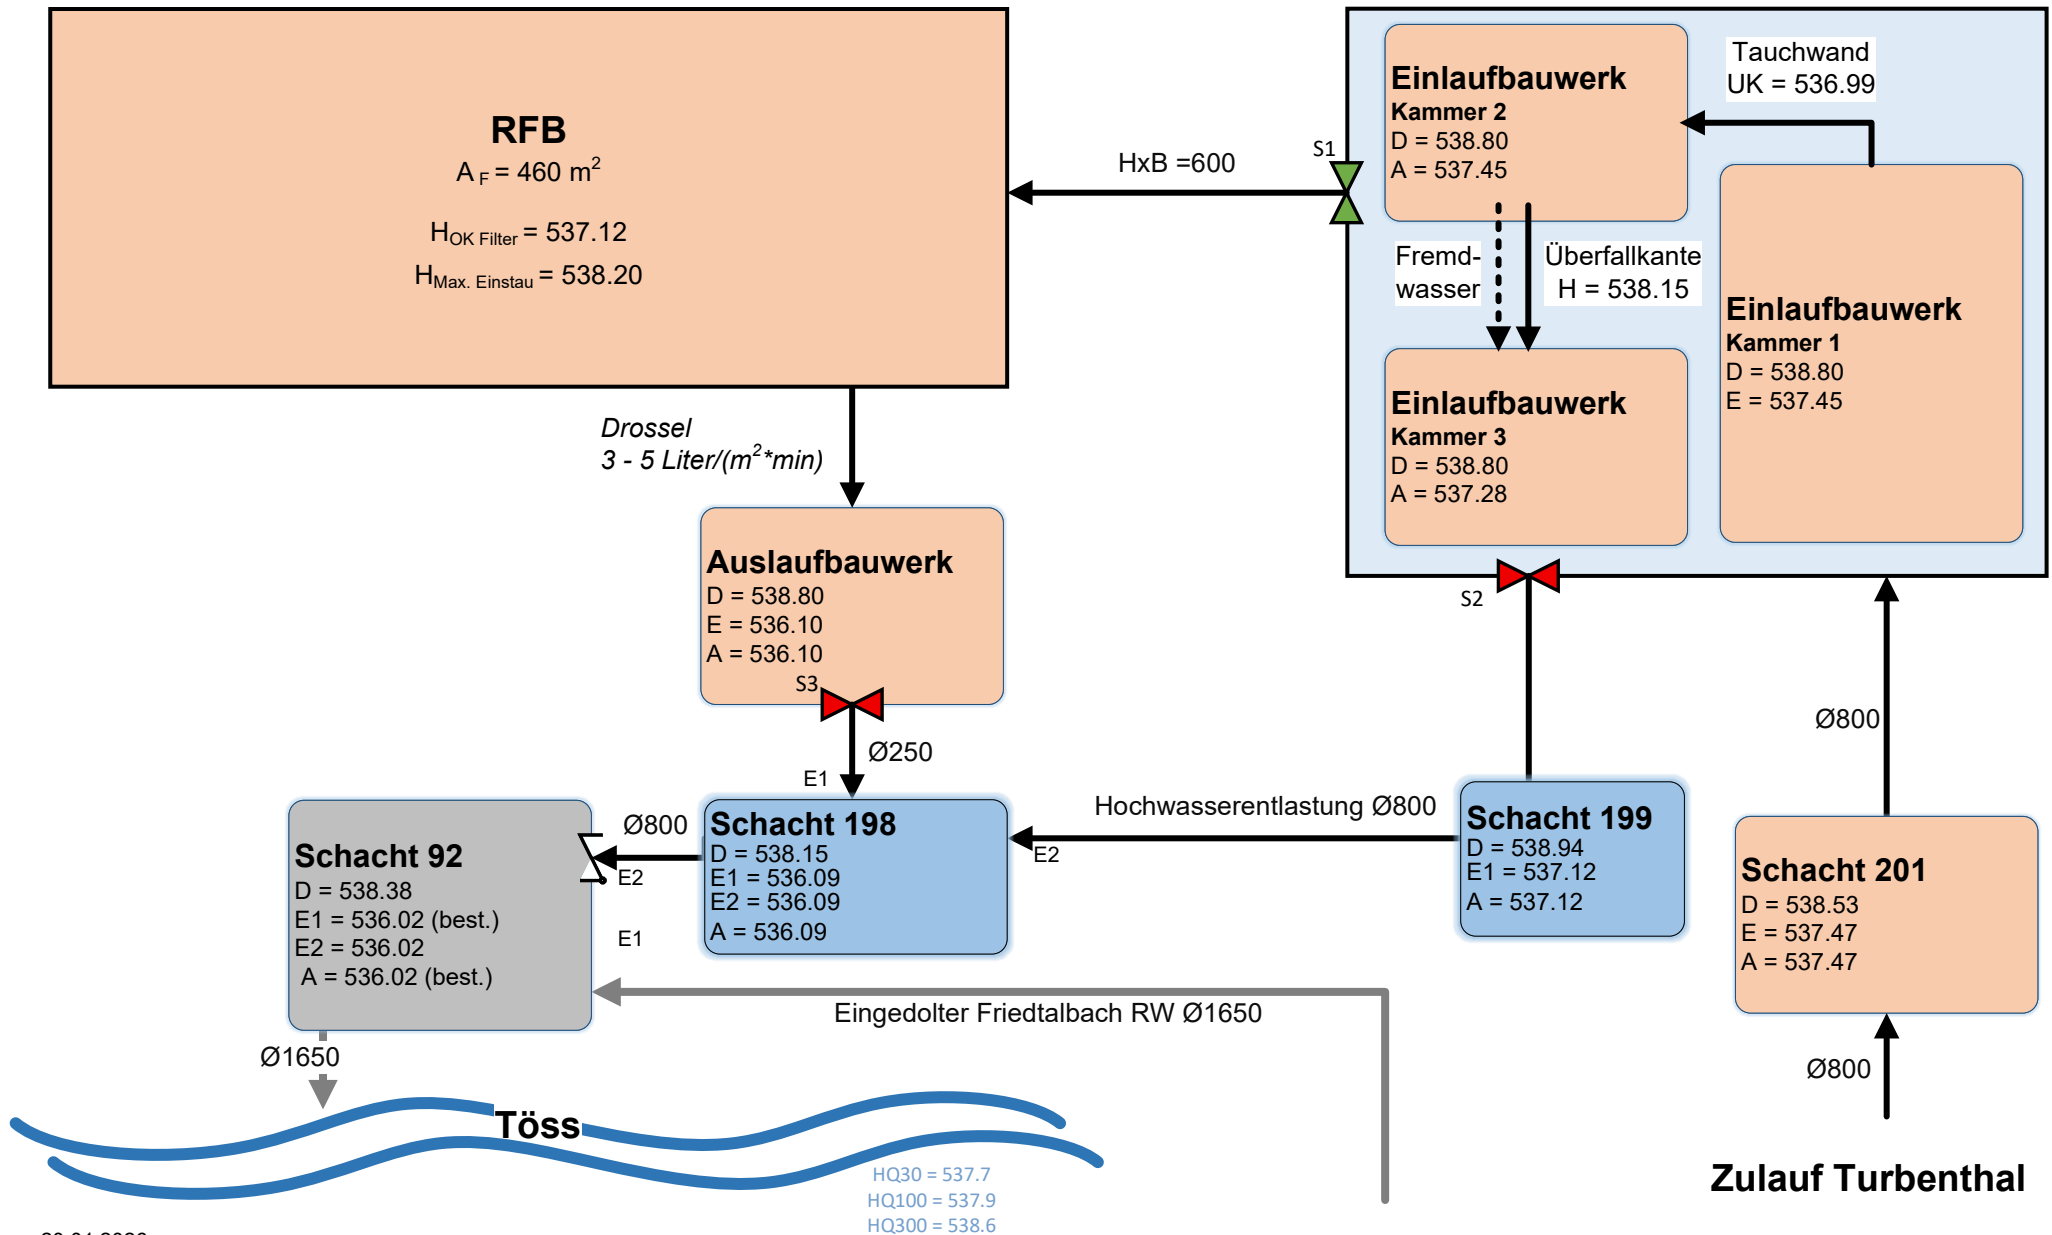 RFB
A F = 460 m²
HOK Filter = 537.12
HMax. Einstau = 538.20
HxB =600
S1
Einlaufbauwerk
Kammer 2
D = 538.80
A = 537.45
Tauchwand
UK = 536.99
Fremd-
wasser
Überfallkante
H = 538.15
Einlaufbauwerk
Kammer 1
D = 538.80
E = 537.45
Einlaufbauwerk
Kammer 3
D = 538.80
A = 537.28
S2
Drossel
3 - 5 Liter/(m²*min)
Auslaufbauwerk
D = 538.80
E = 536.10
A = 536.10
S3
Ø250
E1
Ø800
Schacht 92
D = 538.38
E1 = 536.02 (best.)
E2 = 536.02
A = 536.02 (best.)
Ø800
E2
E1
Schacht 198
D = 538.15
E1 = 536.09
E2 = 536.09
A = 536.09
Hochwasserentlastung Ø800
E2
Schacht 199
D = 538.94
E1 = 537.12
A = 537.12
Schacht 201
D = 538.53
E = 537.47
A = 537.47
Eingedolter Friedtalbach RW Ø1650
Ø1650
Ø800
Töss
HQ30 = 537.7
HQ100 = 537.9
HQ300 = 538.6
Zulauf Turbenthal